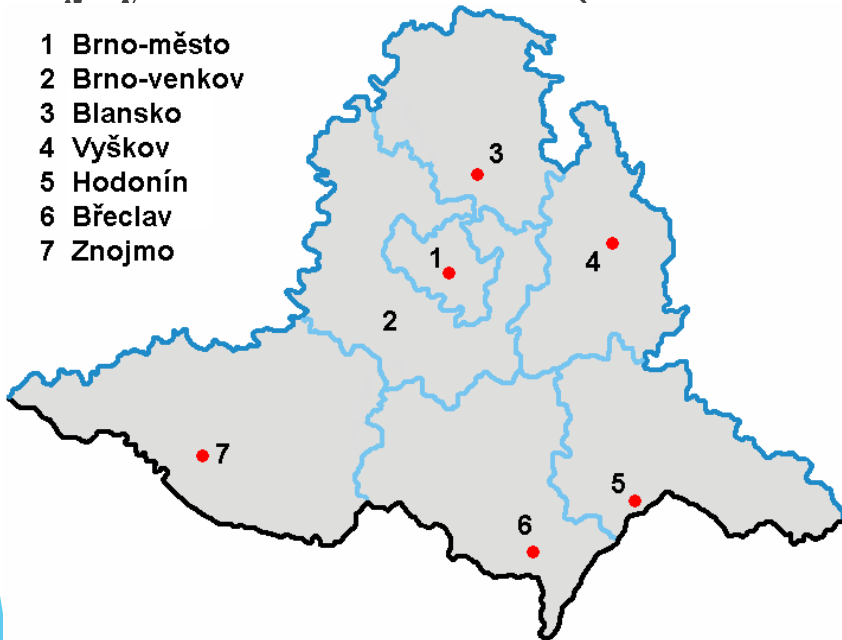 1 Brno-město
2 Brno-venkov
3 Blansko
4 Vyškov
5 Hodonín
6 Břeclav
7 Znojmo
3
4
1
2
7
5
6